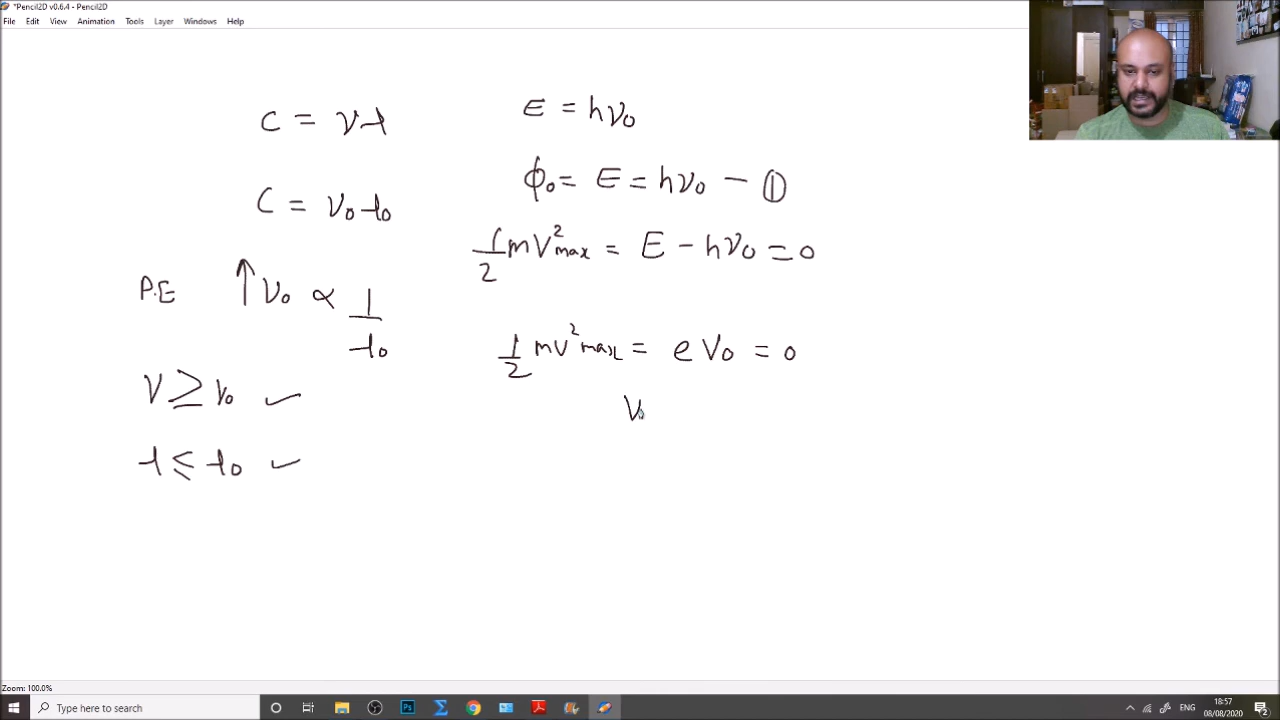 *Pencil2D v0.6.4 - Pencil2D
File Edit View Animation Tools Layer Windows Help
C = νλ
C = ν₀λ₀
P.E ↑ν₀ ∝ 1/λ₀
ν ≥ ν₀ ✓
λ ≤ λ₀ ✓
E = hν₀
ϕ₀ = E = hν₀ — ①
1/2 mV²max = E - hν₀ = 0
1/2 mv²max = e V₀ = 0
V₀
Zoom: 100.0%
Type here to search
ENG
18:57
08/08/2020
2